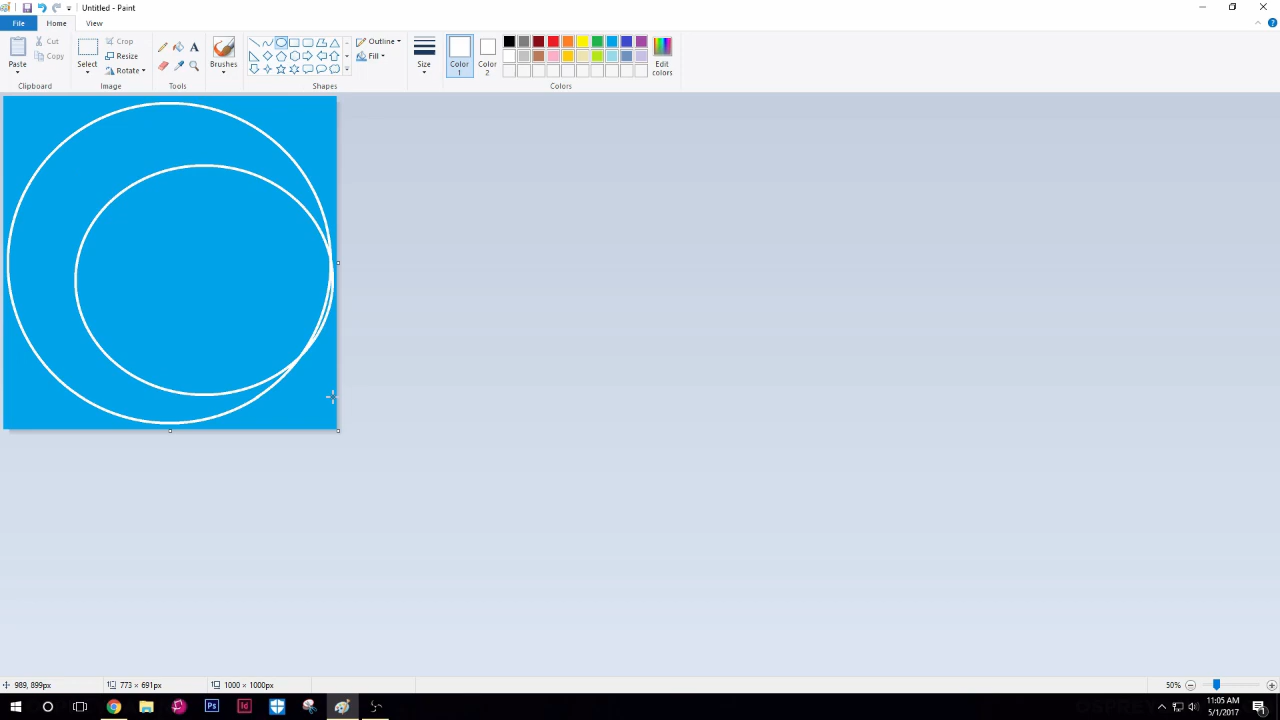 Untitled - Paint
File Home View
Paste
Cut
Copy
Clipboard
Select
Crop
Resize
Rotate
Image
A
Tools
Brushes
Outline
Fill
Shapes
Size
Color 1
Color 2
Edit colors
Colors
989, 899px 773 × 691px 1000 × 1000px 50%
Ps Id 11:05 AM
5/1/2017